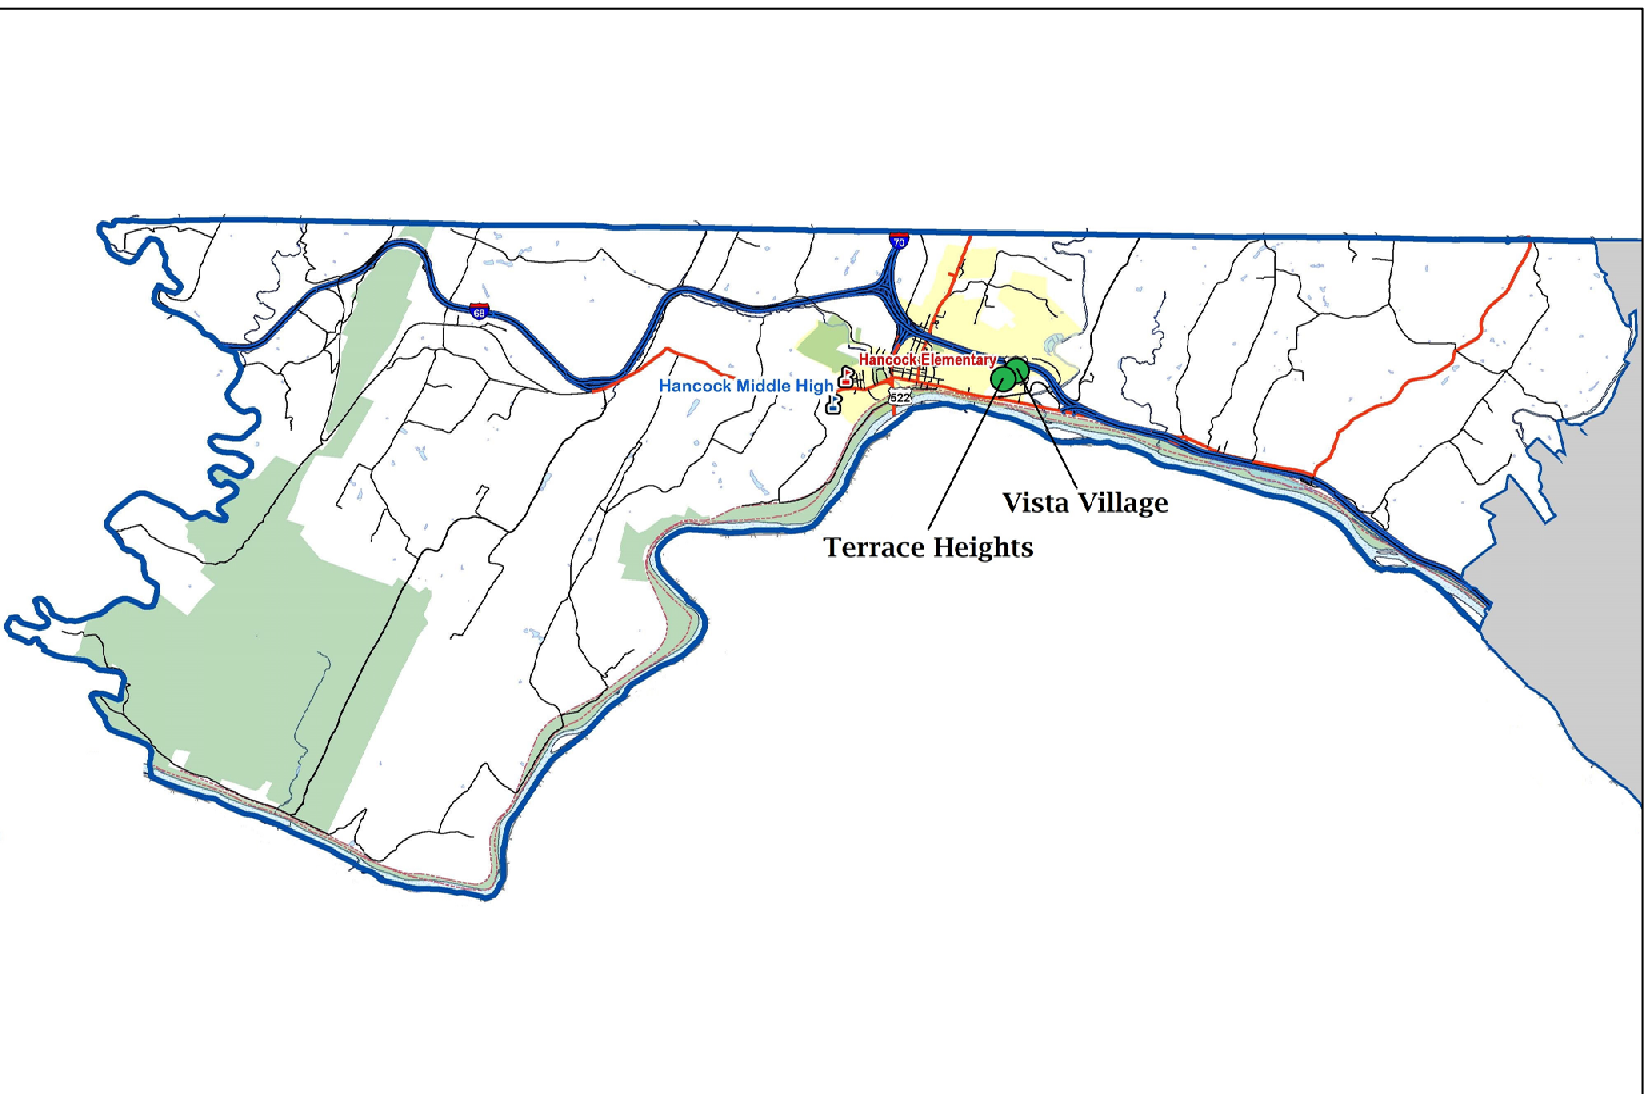 70
68
Hancock Elementary
Hancock Middle High
522
Vista Village
Terrace Heights